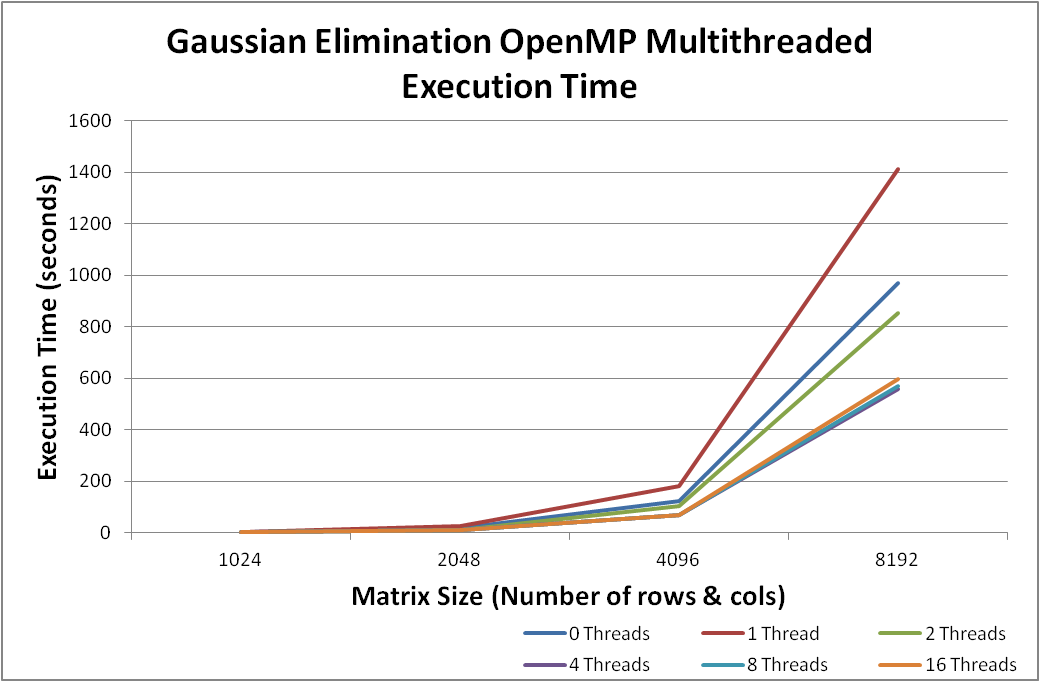 Gaussian Elimination OpenMP Multithreaded
Execution Time
1600
1400
1200
1000
800
600
400
200
0
Execution Time (seconds)
1024 2048 4096 8192
Matrix Size (Number of rows & cols)
0 Threads 1 Thread 2 Threads
4 Threads 8 Threads 16 Threads